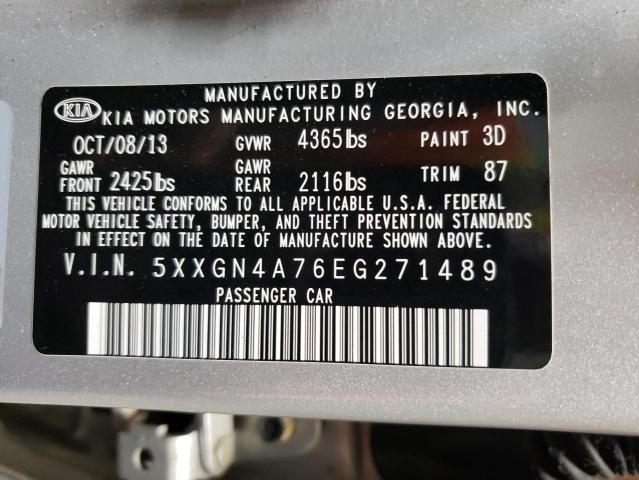 MANUFACTURED BY
KIA KIA MOTORS MANUFACTURING GEORGIA, INC.
OCT/08/13 GVWR 4365lbs PAINT 3D
GAWR FRONT 2425lbs GAWR REAR 2116lbs TRIM 87
THIS VEHICLE CONFORMS TO ALL APPLICABLE U.S.A. FEDERAL
MOTOR VEHICLE SAFETY, BUMPER, AND THEFT PREVENTION STANDARDS
IN EFFECT ON THE DATE OF MANUFACTURE SHOWN ABOVE.
V.I.N. 5XXGN4A76EG271489
PASSENGER CAR